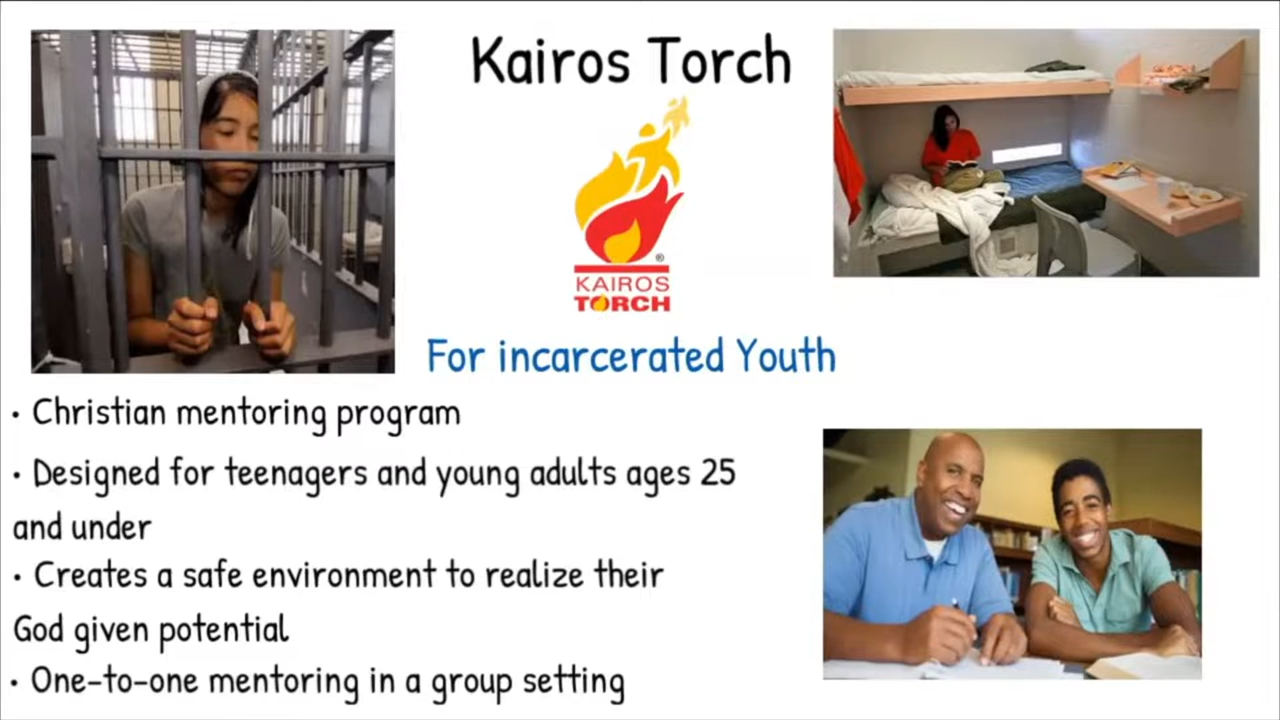 Kairos Torch
®
KAIROS
TORCH
For incarcerated Youth
• Christian mentoring program
• Designed for teenagers and young adults ages 25
and under
• Creates a safe environment to realize their
God given potential
• One-to-one mentoring in a group setting